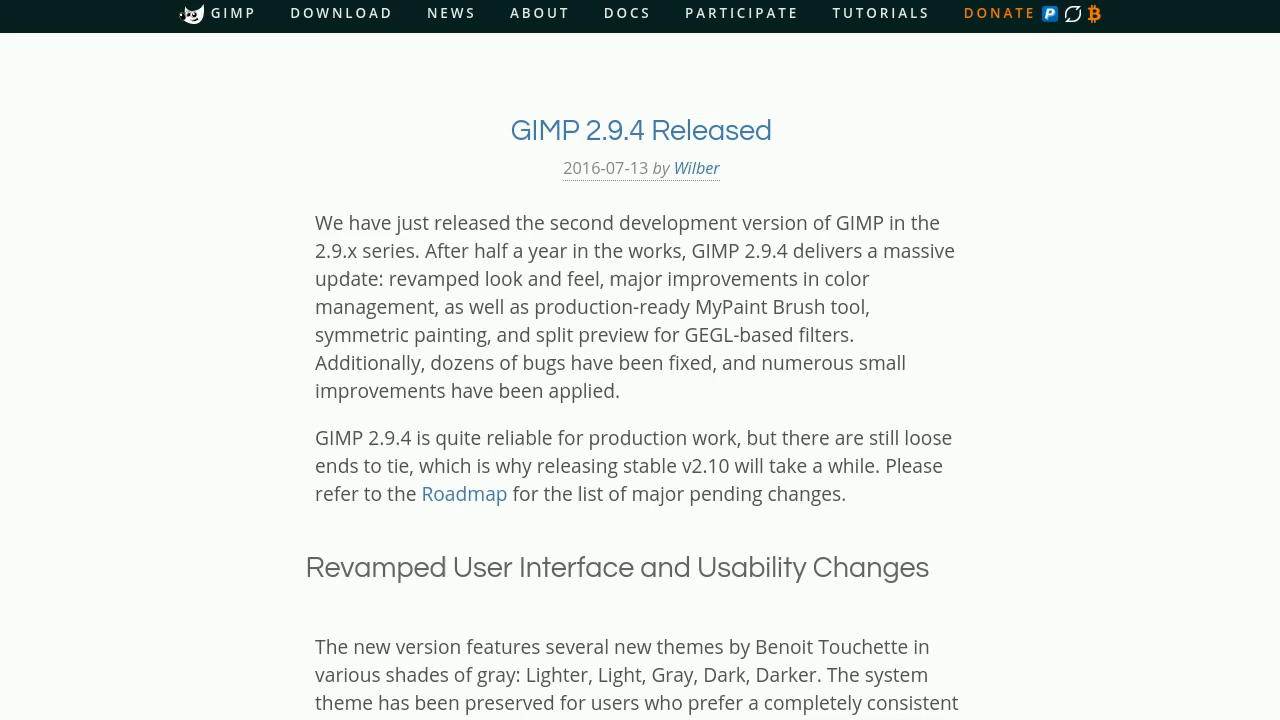 GIMP DOWNLOAD NEWS ABOUT DOCS PARTICIPATE TUTORIALS DONATE
GIMP 2.9.4 Released
2016-07-13 by Wilber
We have just released the second development version of GIMP in the
2.9.x series. After half a year in the works, GIMP 2.9.4 delivers a massive
update: revamped look and feel, major improvements in color
management, as well as production-ready MyPaint Brush tool,
symmetric painting, and split preview for GEGL-based filters.
Additionally, dozens of bugs have been fixed, and numerous small
improvements have been applied.
GIMP 2.9.4 is quite reliable for production work, but there are still loose
ends to tie, which is why releasing stable v2.10 will take a while. Please
refer to the Roadmap for the list of major pending changes.
Revamped User Interface and Usability Changes
The new version features several new themes by Benoit Touchette in
various shades of gray: Lighter, Light, Gray, Dark, Darker. The system
theme has been preserved for users who prefer a completely consistent